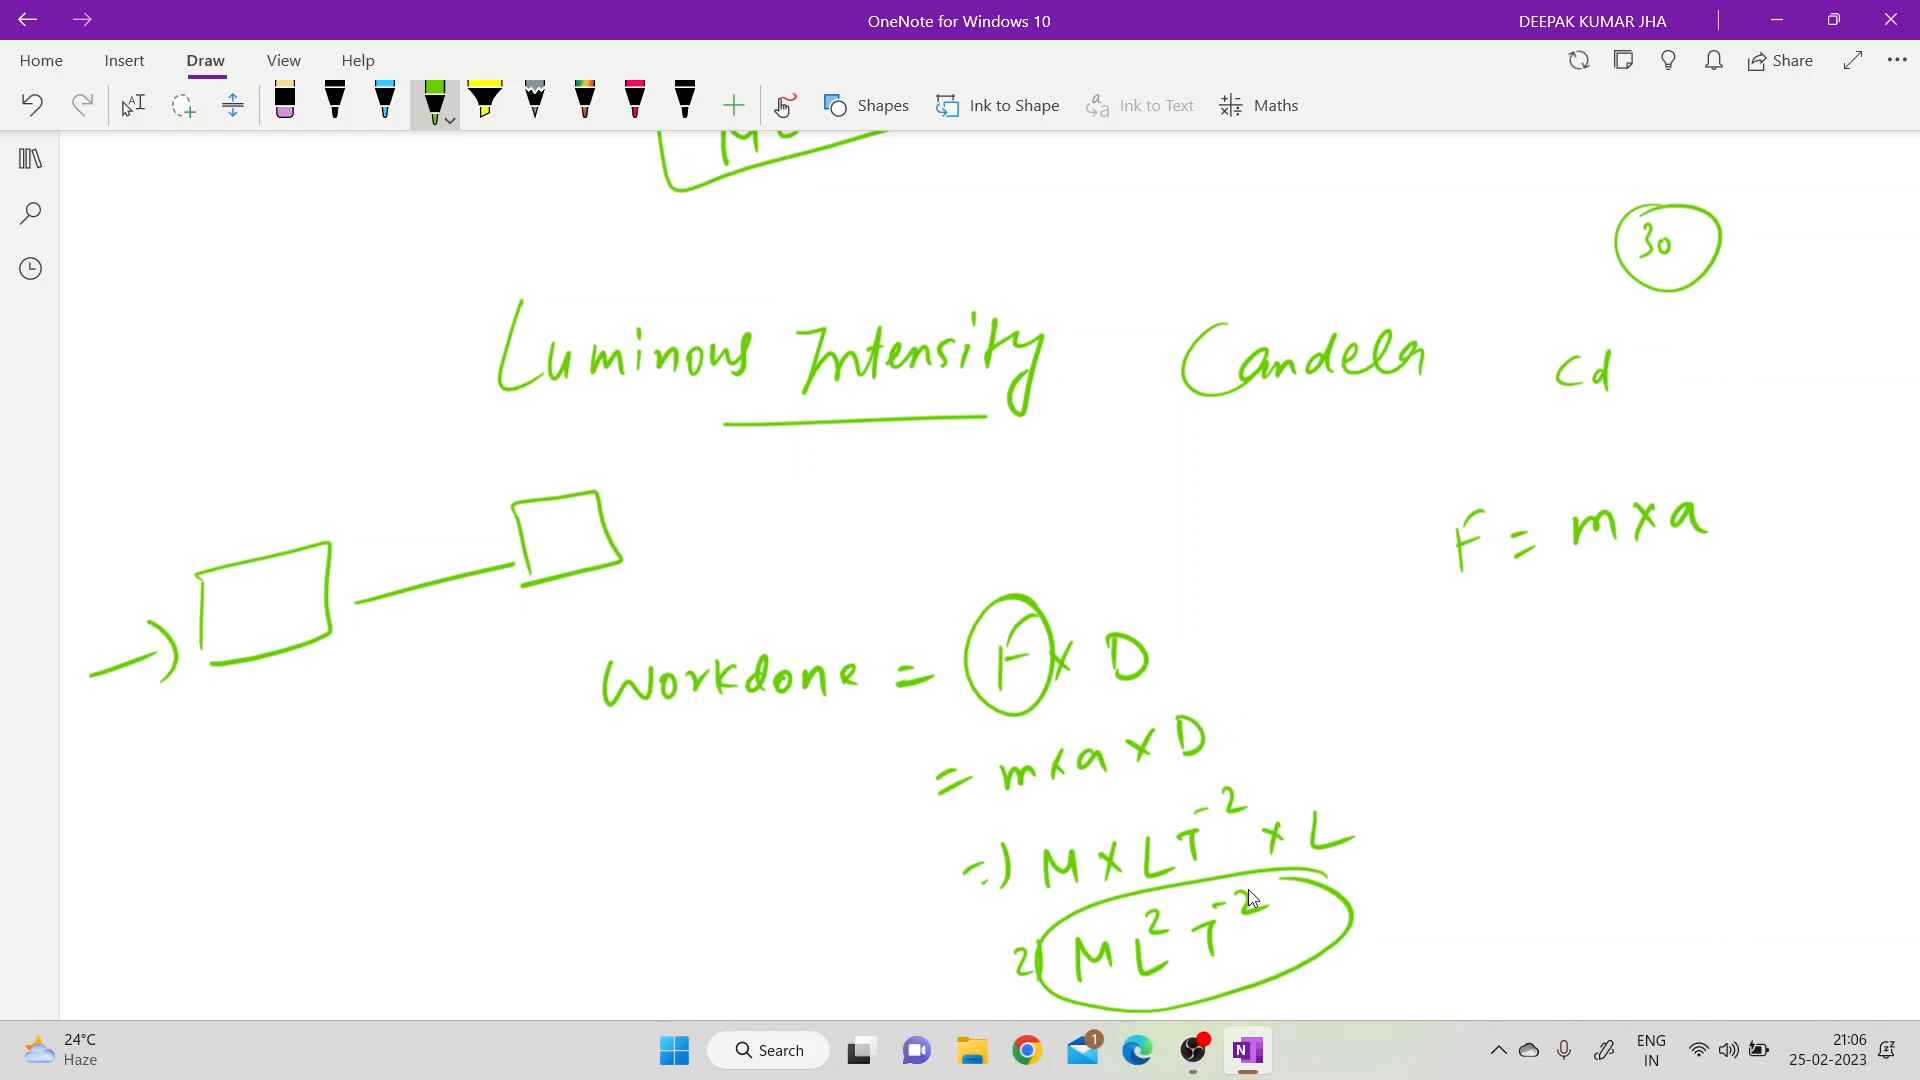 OneNote for Windows 10
DEEPAK KUMAR JHA
Home Insert Draw View Help
Share
Shapes Ink to Shape Ink to Text Maths
30
Luminous Intensity Candela Cd
F = m × a
Workdone = F × D
= m × a × D
=) M × L T⁻² × L
M L² T⁻²
24°C
Haze
Search
1
ENG
IN
21:06
25-02-2023